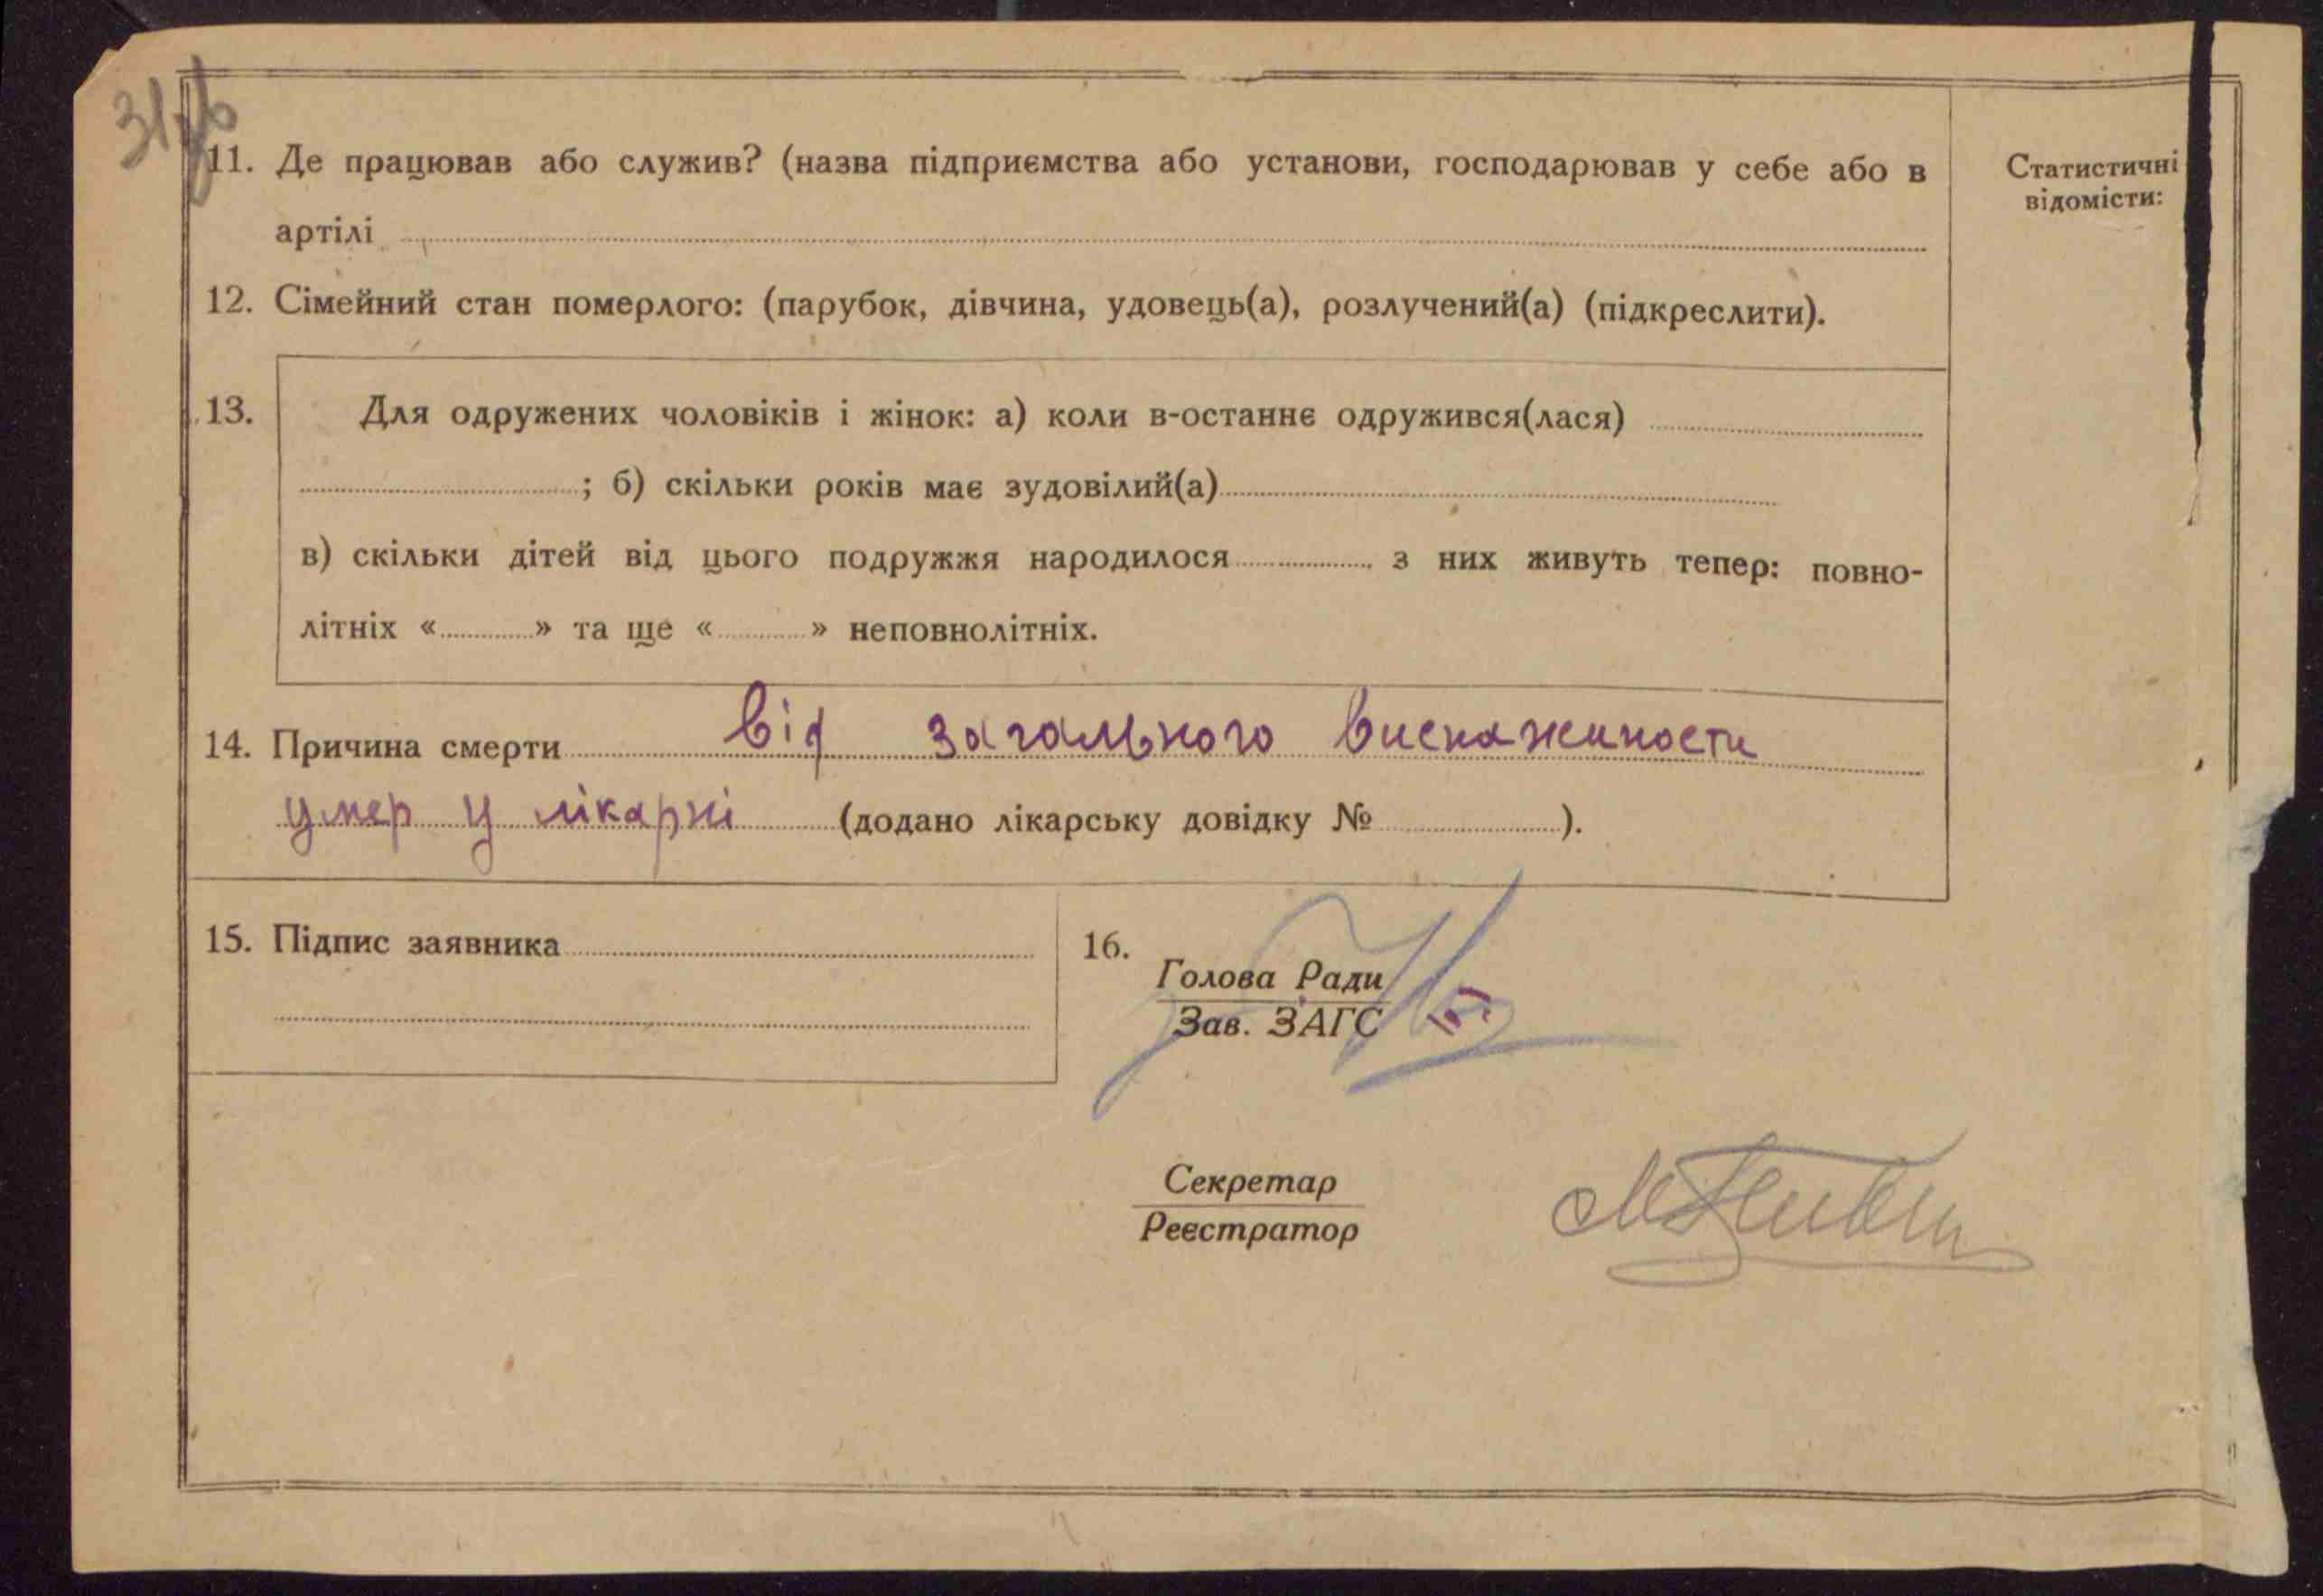 11. Де працював або служив? (назва підприємства або установи, господарював у себе або в
артілі
Статистичні
відомісти:
12. Сімейний стан померлого: (парубок, дівчина, удовець(а), розлучений(а) (підкреслити).
13. Для одружених чоловіків і жінок: а) коли в-останнє одружився(лася)
; б) скільки років має зудовілий(а)
в) скільки дітей від цього подружжя народилося з них живуть тепер: повно-
літніх « » та ще « » неповнолітніх.
14. Причина смерти від загального виснаженности
умер у лікарні (додано лікарську довідку № ).
15. Підпис заявника
16.
Голова Ради
Зав. ЗАГС
Секретар
Реєстратор